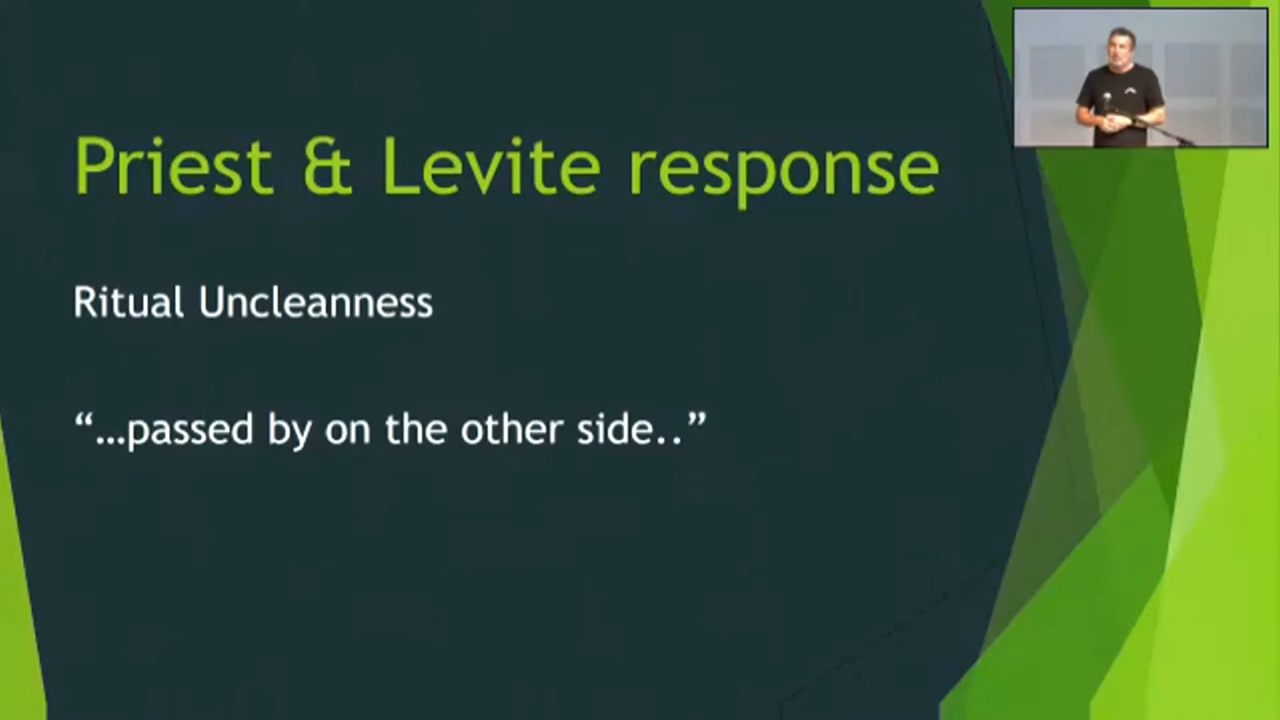 Priest & Levite response
Ritual Uncleanness
“…passed by on the other side..”